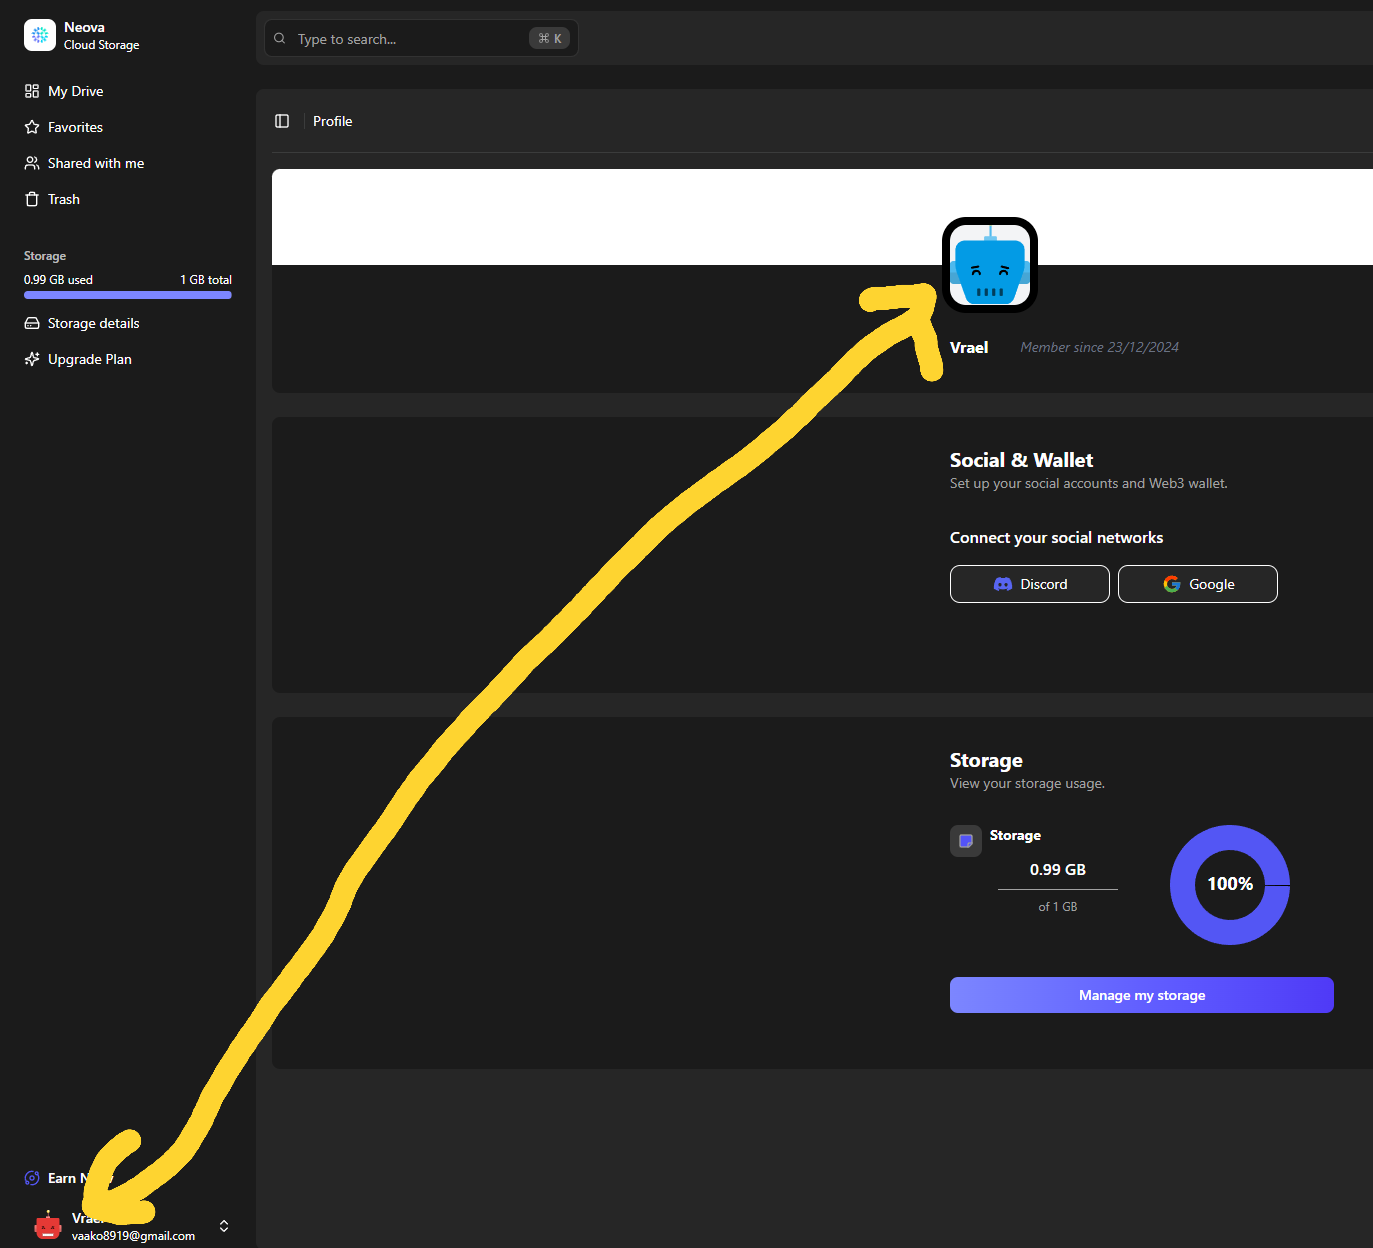 Neova
Cloud Storage
Type to search...
⌘ K
My Drive
Favorites
Shared with me
Trash
Storage
0.99 GB used
1 GB total
Storage details
Upgrade Plan
Profile
Vrael
Member since 23/12/2024
Social & Wallet
Set up your social accounts and Web3 wallet.
Connect your social networks
Discord
Google
Storage
View your storage usage.
Storage
0.99 GB
of 1 GB
100%
Manage my storage
Earn
Vrael
vaako8919@gmail.com